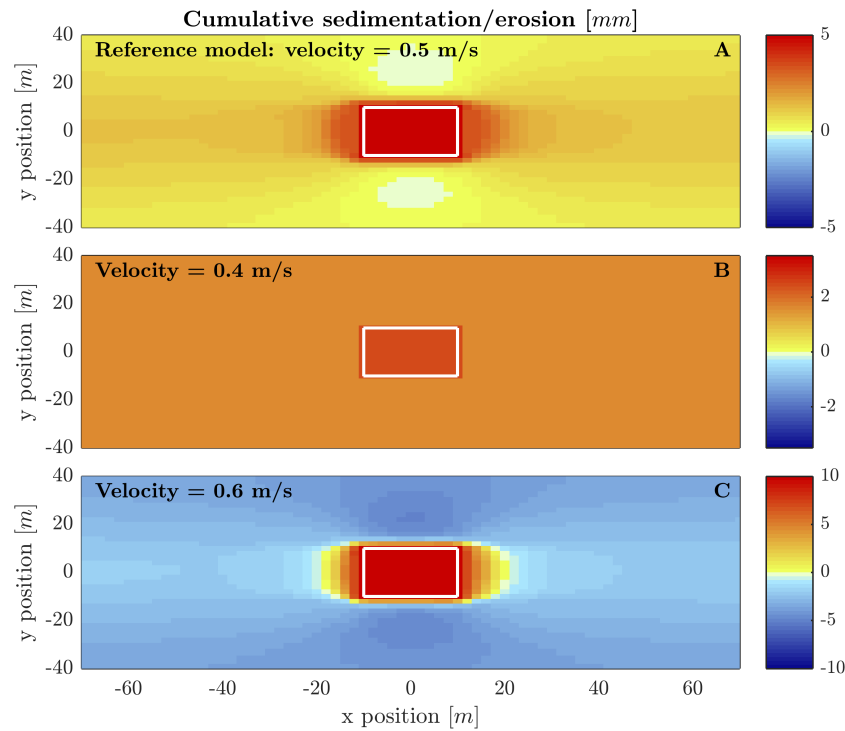 Cumulative sedimentation/erosion [mm]
Reference model: velocity = 0.5 m/s
A
40
20
0
-20
-40
y position [m]
5
0
-5
Velocity = 0.4 m/s
B
40
20
0
-20
-40
y position [m]
2
0
-2
Velocity = 0.6 m/s
C
40
20
0
-20
-40
y position [m]
10
5
0
-5
-10
-60 -40 -20 0 20 40 60
x position [m]